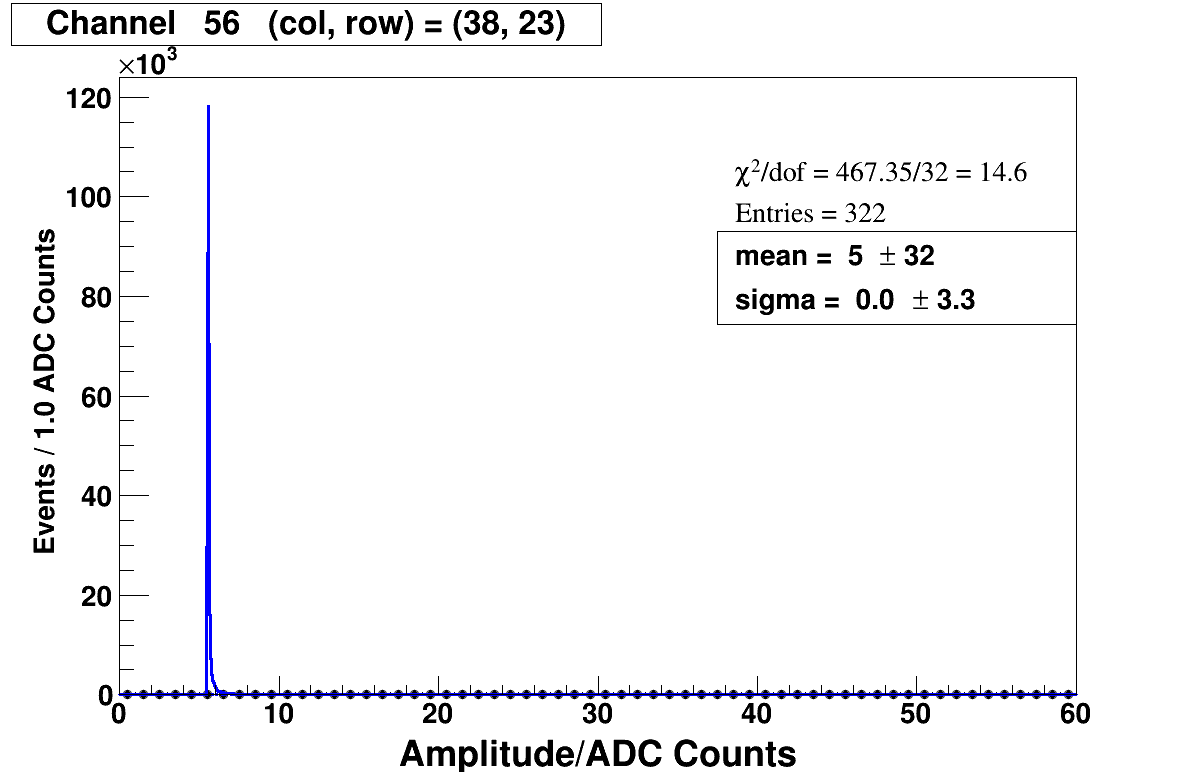 Channel 56 (col, row) = (38, 23)
×10³
120
100
80
60
40
20
0
Events / 1.0 ADC Counts
χ²/dof = 467.35/32 = 14.6
Entries = 322
mean = 5 ± 32
sigma = 0.0 ± 3.3
0 10 20 30 40 50 60
Amplitude/ADC Counts